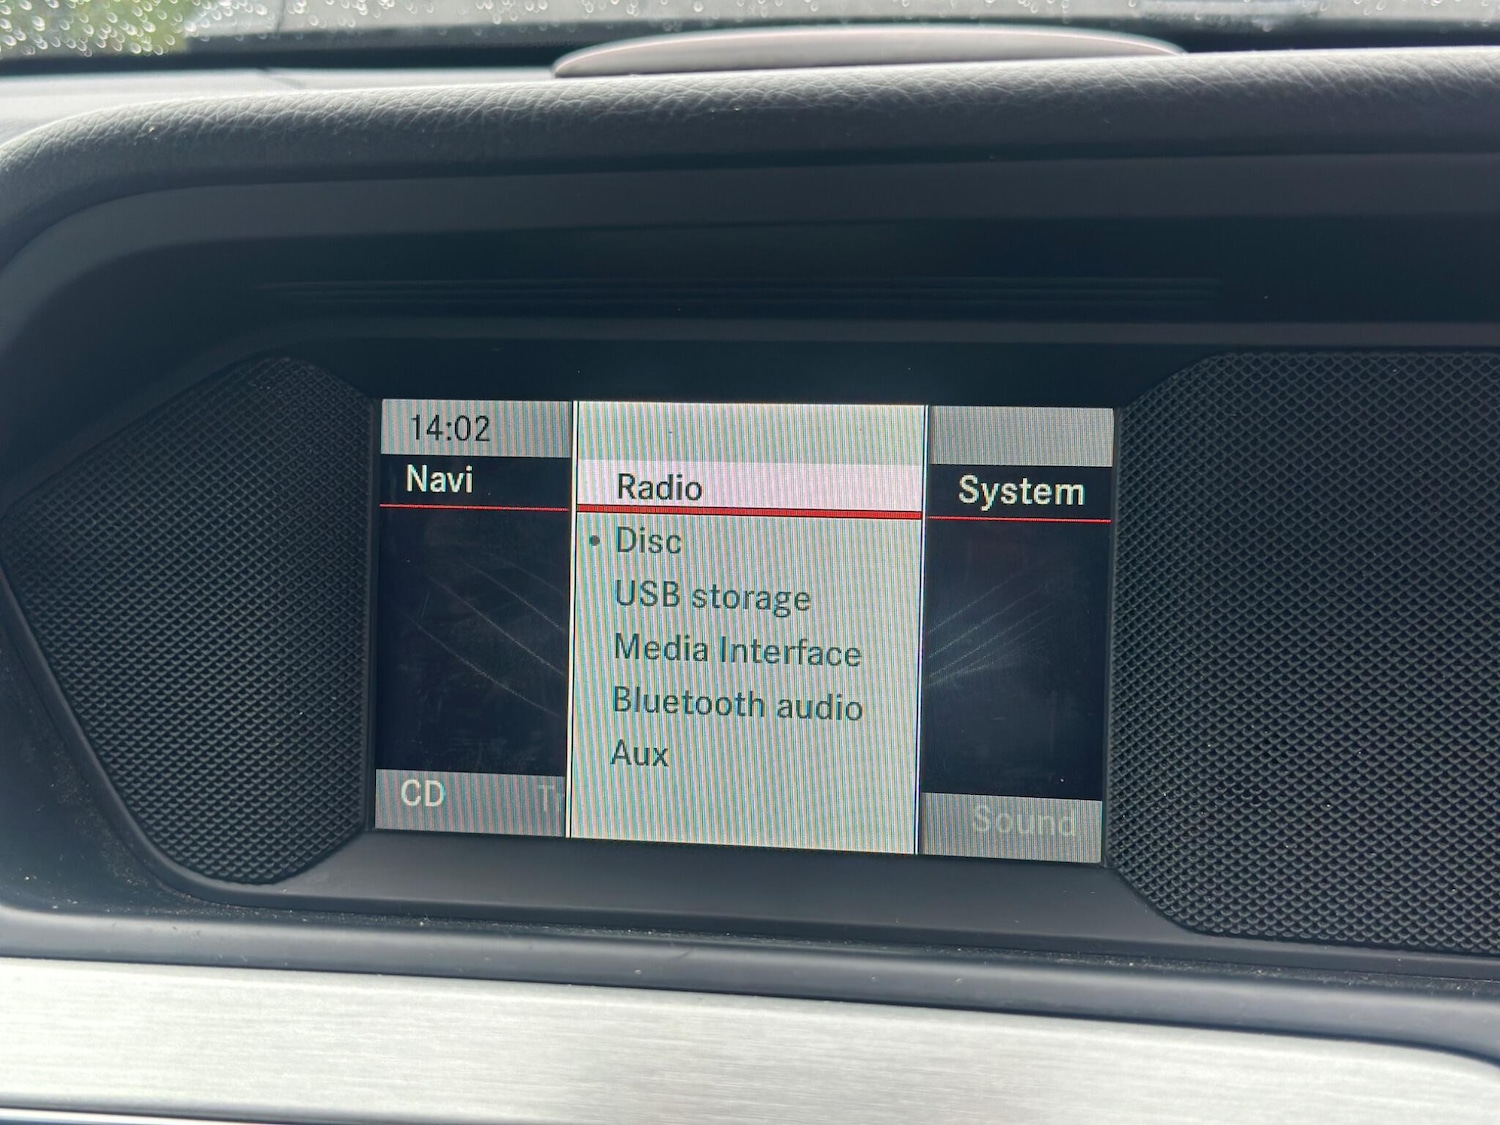 14:02
Navi
Radio
System
• Disc
USB storage
Media Interface
Bluetooth audio
Aux
CD
Sound